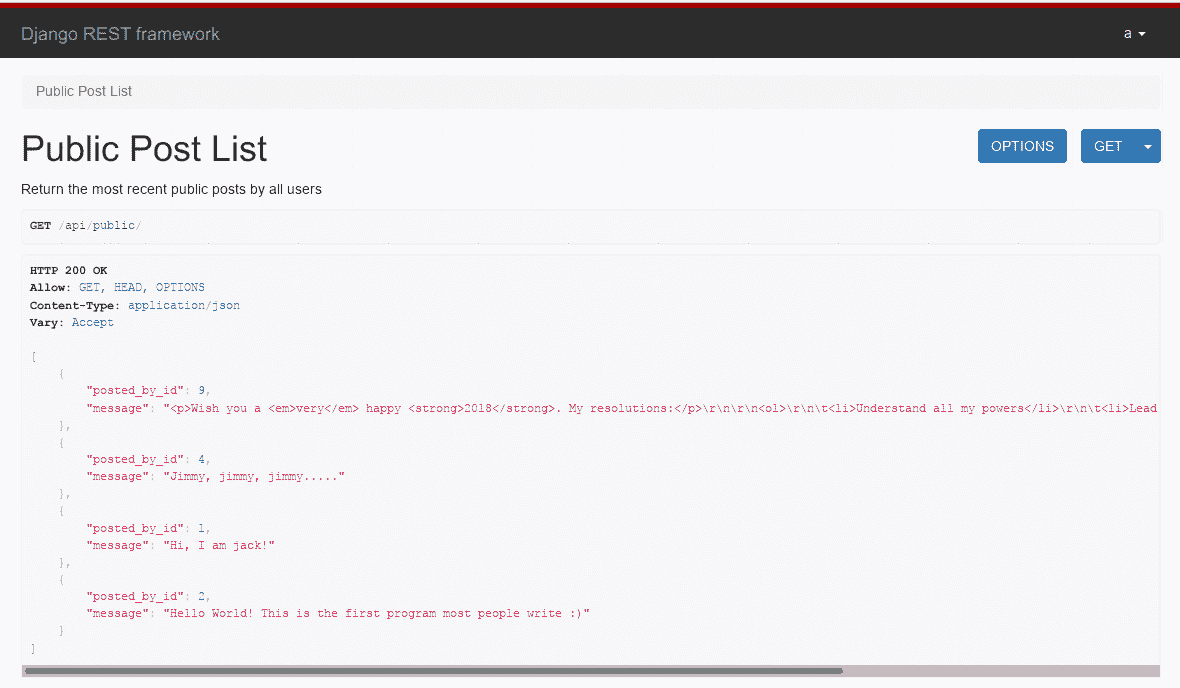 Django REST framework
a
Public Post List
Public Post List
OPTIONS
GET
Return the most recent public posts by all users
GET /api/public/
HTTP 200 OK
Allow: GET, HEAD, OPTIONS
Content-Type: application/json
Vary: Accept
[
    {
        "posted_by_id": 9,
        "message": "<p>Wish you a <em>very</em> happy <strong>2018</strong>. My resolutions:</p>\r\n\r\n<ol>\r\n\t<li>Understand all my powers</li>\r\n\t<li>Lead
    },
    {
        "posted_by_id": 4,
        "message": "Jimmy, jimmy, jimmy....."
    },
    {
        "posted_by_id": 1,
        "message": "Hi, I am jack!"
    },
    {
        "posted_by_id": 2,
        "message": "Hello World! This is the first program most people write :)"
    }
]